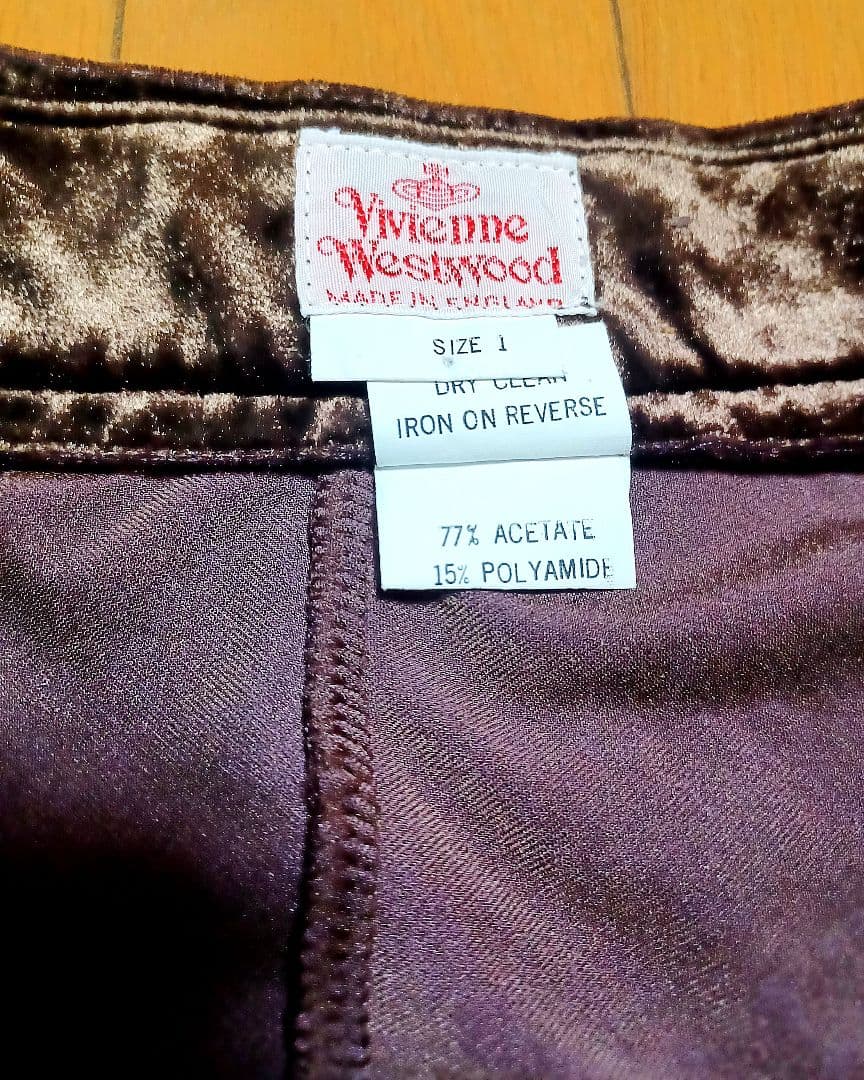 Vivienne
Westwood
MADE IN ENGLAND
SIZE 1
DRY CLEAN
IRON ON REVERSE
77% ACETATE
15% POLYAMIDE